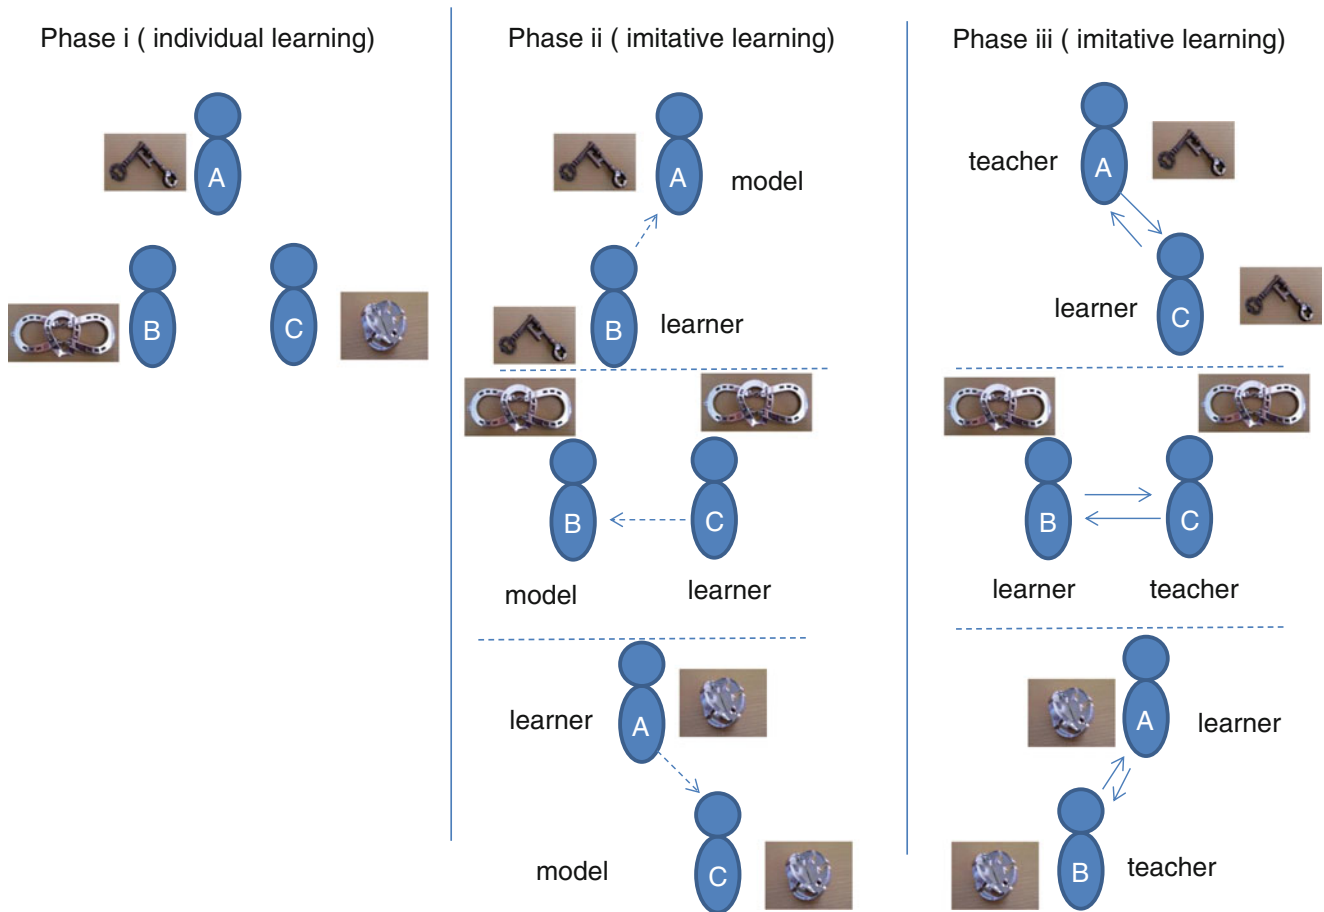 Phase i ( individual learning)
A
B
C
Phase ii ( imitative learning)
A
model
B
learner
B
C
model
learner
learner
A
model
C
Phase iii ( imitative learning)
teacher
A
learner
C
B
C
learner
teacher
A
learner
B
teacher